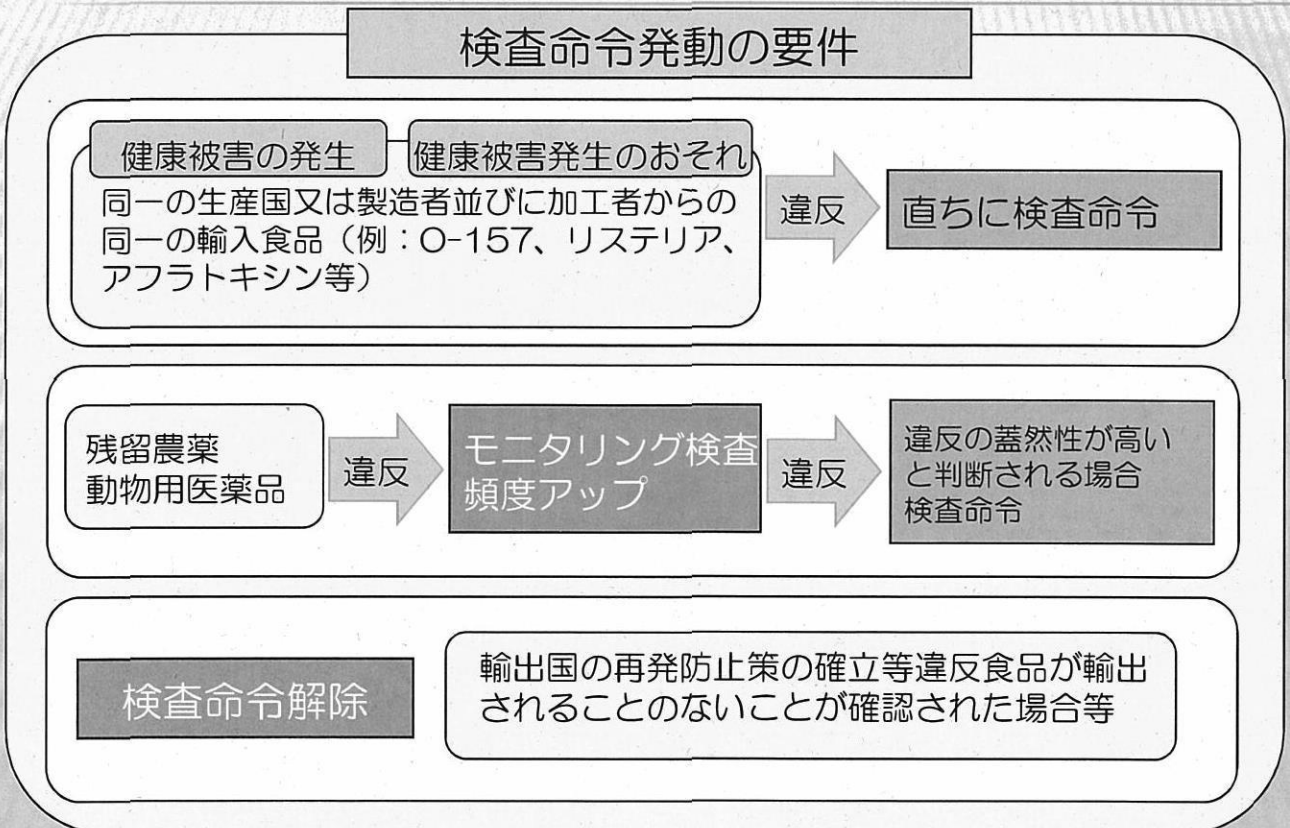 検査命令発動の要件
健康被害の発生
健康被害発生のおそれ
同一の生産国又は製造者並びに加工者からの
同一の輸入食品（例：O-157、リステリア、
アフラトキシン等）
違反
直ちに検査命令
残留農薬
動物用医薬品
違反
モニタリング検査
頻度アップ
違反
違反の蓋然性が高い
と判断される場合
検査命令
検査命令解除
輸出国の再発防止策の確立等違反食品が輸出
されることのないことが確認された場合等